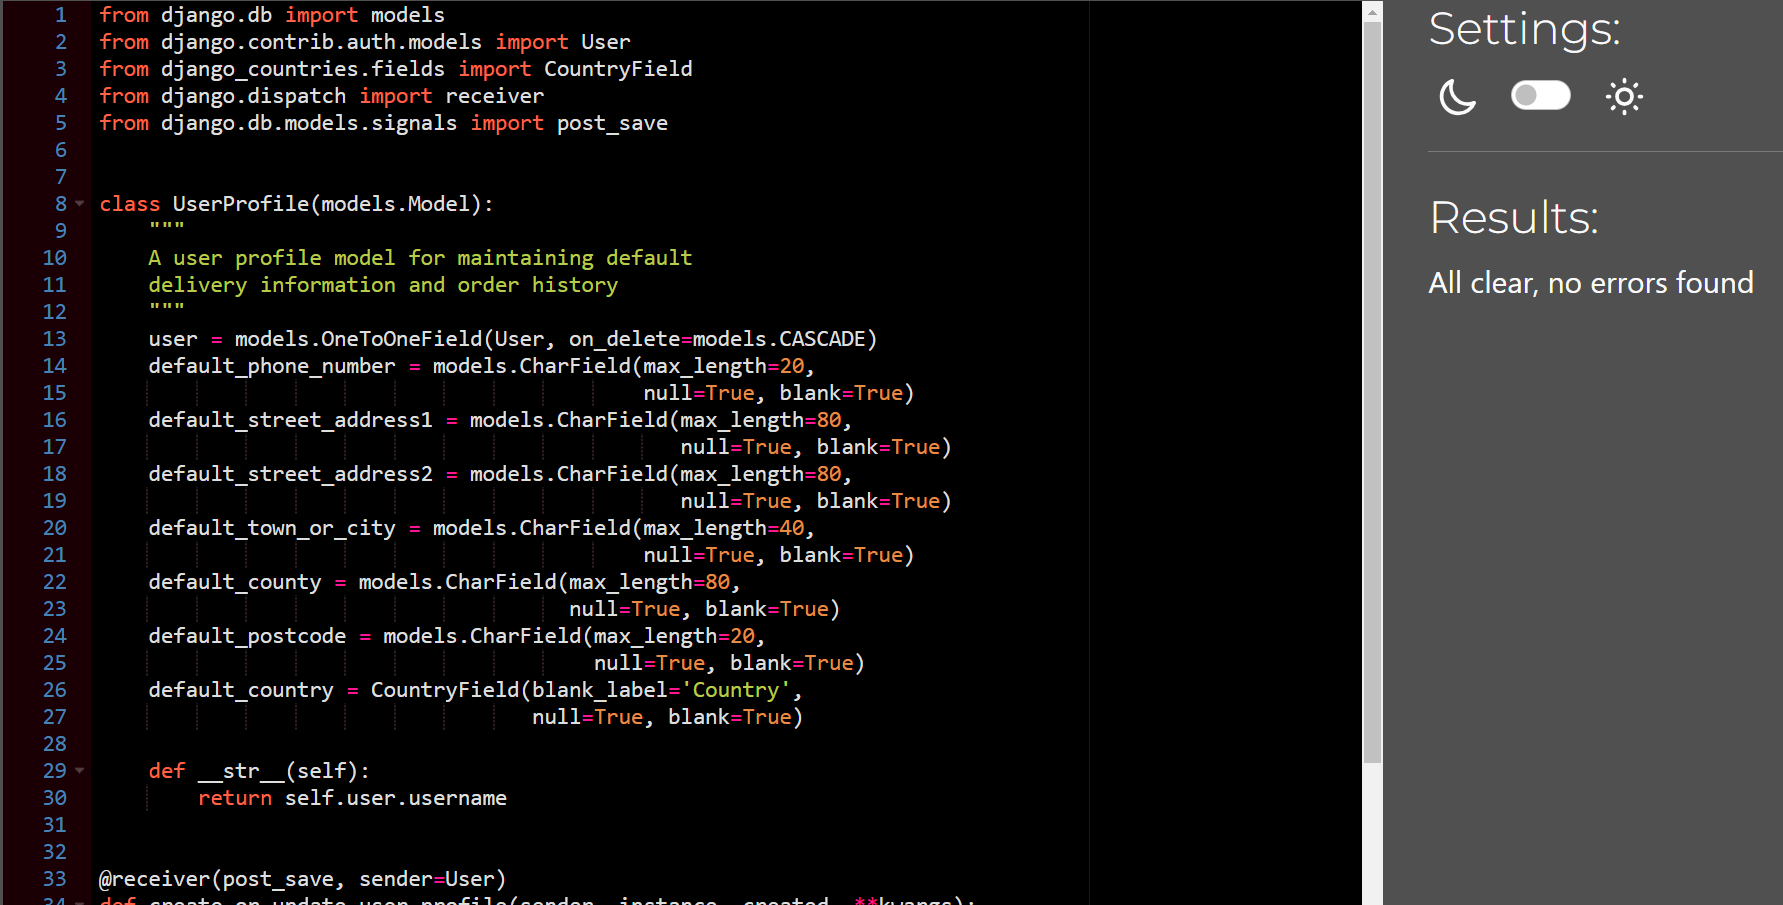 1 from django.db import models
2 from django.contrib.auth.models import User
3 from django_countries.fields import CountryField
4 from django.dispatch import receiver
5 from django.db.models.signals import post_save
6
7
8 class UserProfile(models.Model):
9     """
10     A user profile model for maintaining default
11     delivery information and order history
12     """
13     user = models.OneToOneField(User, on_delete=models.CASCADE)
14     default_phone_number = models.CharField(max_length=20,
15                                             null=True, blank=True)
16     default_street_address1 = models.CharField(max_length=80,
17                                                null=True, blank=True)
18     default_street_address2 = models.CharField(max_length=80,
19                                                null=True, blank=True)
20     default_town_or_city = models.CharField(max_length=40,
21                                             null=True, blank=True)
22     default_county = models.CharField(max_length=80,
23                                       null=True, blank=True)
24     default_postcode = models.CharField(max_length=20,
25                                         null=True, blank=True)
26     default_country = CountryField(blank_label='Country',
27                                    null=True, blank=True)
28
29     def __str__(self):
30         return self.user.username
31
32
33 @receiver(post_save, sender=User)
34 def create_or_update_user_profile(sender, instance, created, **kwargs):
Settings:
Results:
All clear, no errors found